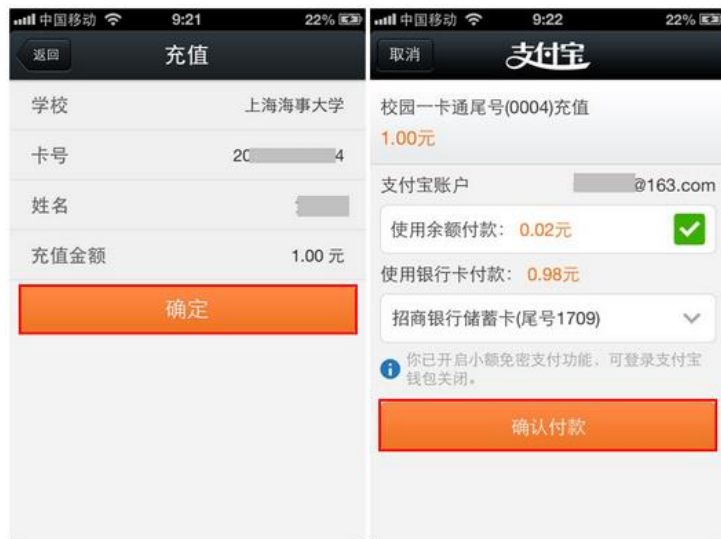 中国移动 9:21 22%
返回 充值
学校 上海海事大学
卡号 20 4
姓名
充值金额 1.00 元
确定
中国移动 9:22 22%
取消 支付宝
校园一卡通尾号(0004)充值
1.00元
支付宝账户 @163.com
使用余额付款： 0.02元
使用银行卡付款： 0.98元
招商银行储蓄卡(尾号1709)
你已开启小额免密支付功能，可登录支付宝
钱包关闭。
确认付款